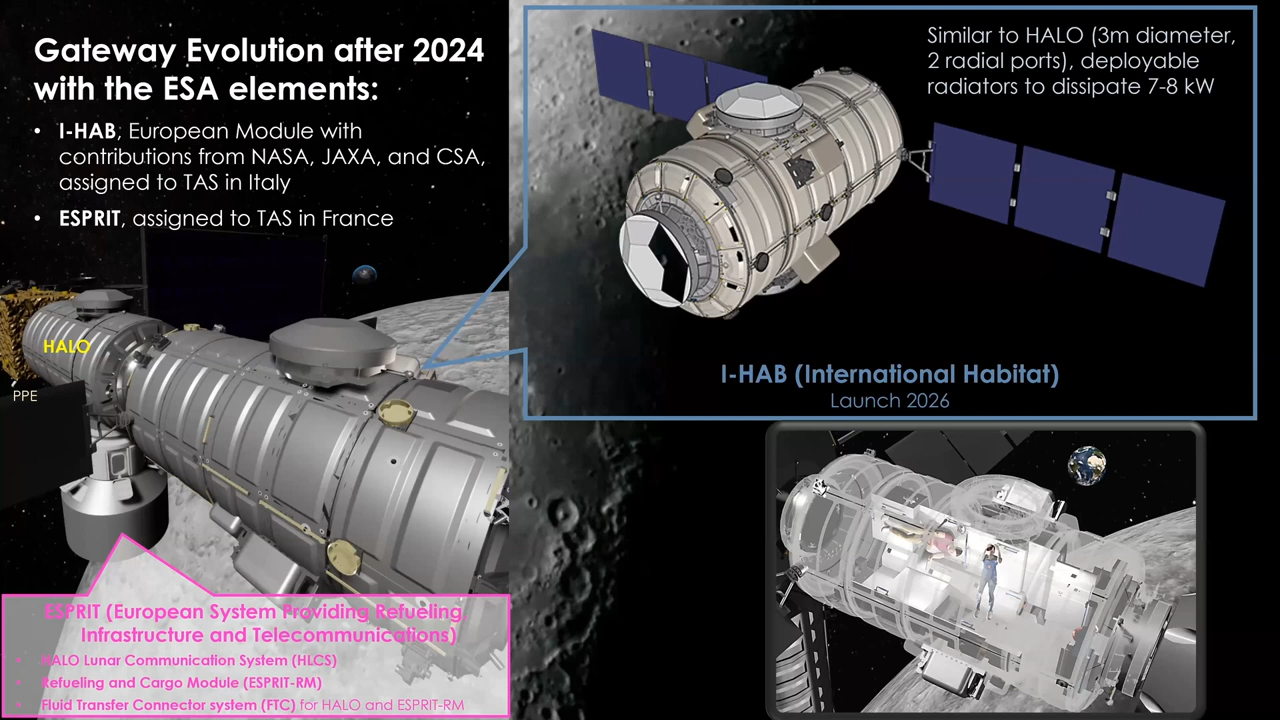 Gateway Evolution after 2024
with the ESA elements:
• I-HAB, European Module with
contributions from NASA, JAXA, and CSA,
assigned to TAS in Italy
• ESPRIT, assigned to TAS in France
HALO
PPE
ESPRIT (European System Providing Refueling,
Infrastructure and Telecommunications)
• HALO Lunar Communication System (HLCS)
• Refueling and Cargo Module (ESPRIT-RM)
• Fluid Transfer Connector system (FTC) for HALO and ESPRIT-RM
Similar to HALO (3m diameter,
2 radial ports), deployable
radiators to dissipate 7-8 kW
I-HAB (International Habitat)
Launch 2026